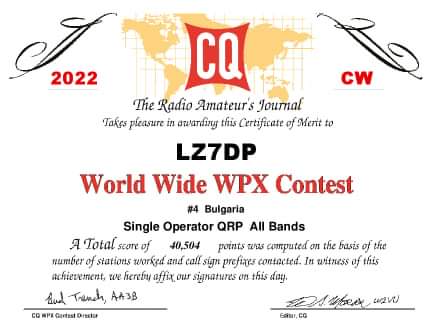 CQ
2022
CW
The Radio Amateur's Journal
Takes pleasure in awarding this Certificate of Merit to
LZ7DP
World Wide WPX Contest
#4 Bulgaria
Single Operator QRP All Bands
A Total score of 40,504 points was computed on the basis of the
number of stations worked and call sign prefixes contacted. In witness of this
achievement, we hereby affix our signatures on this day.
Bud Trench, AA3B
W2VU
CQ WPX Contest Director
Editor, CQ